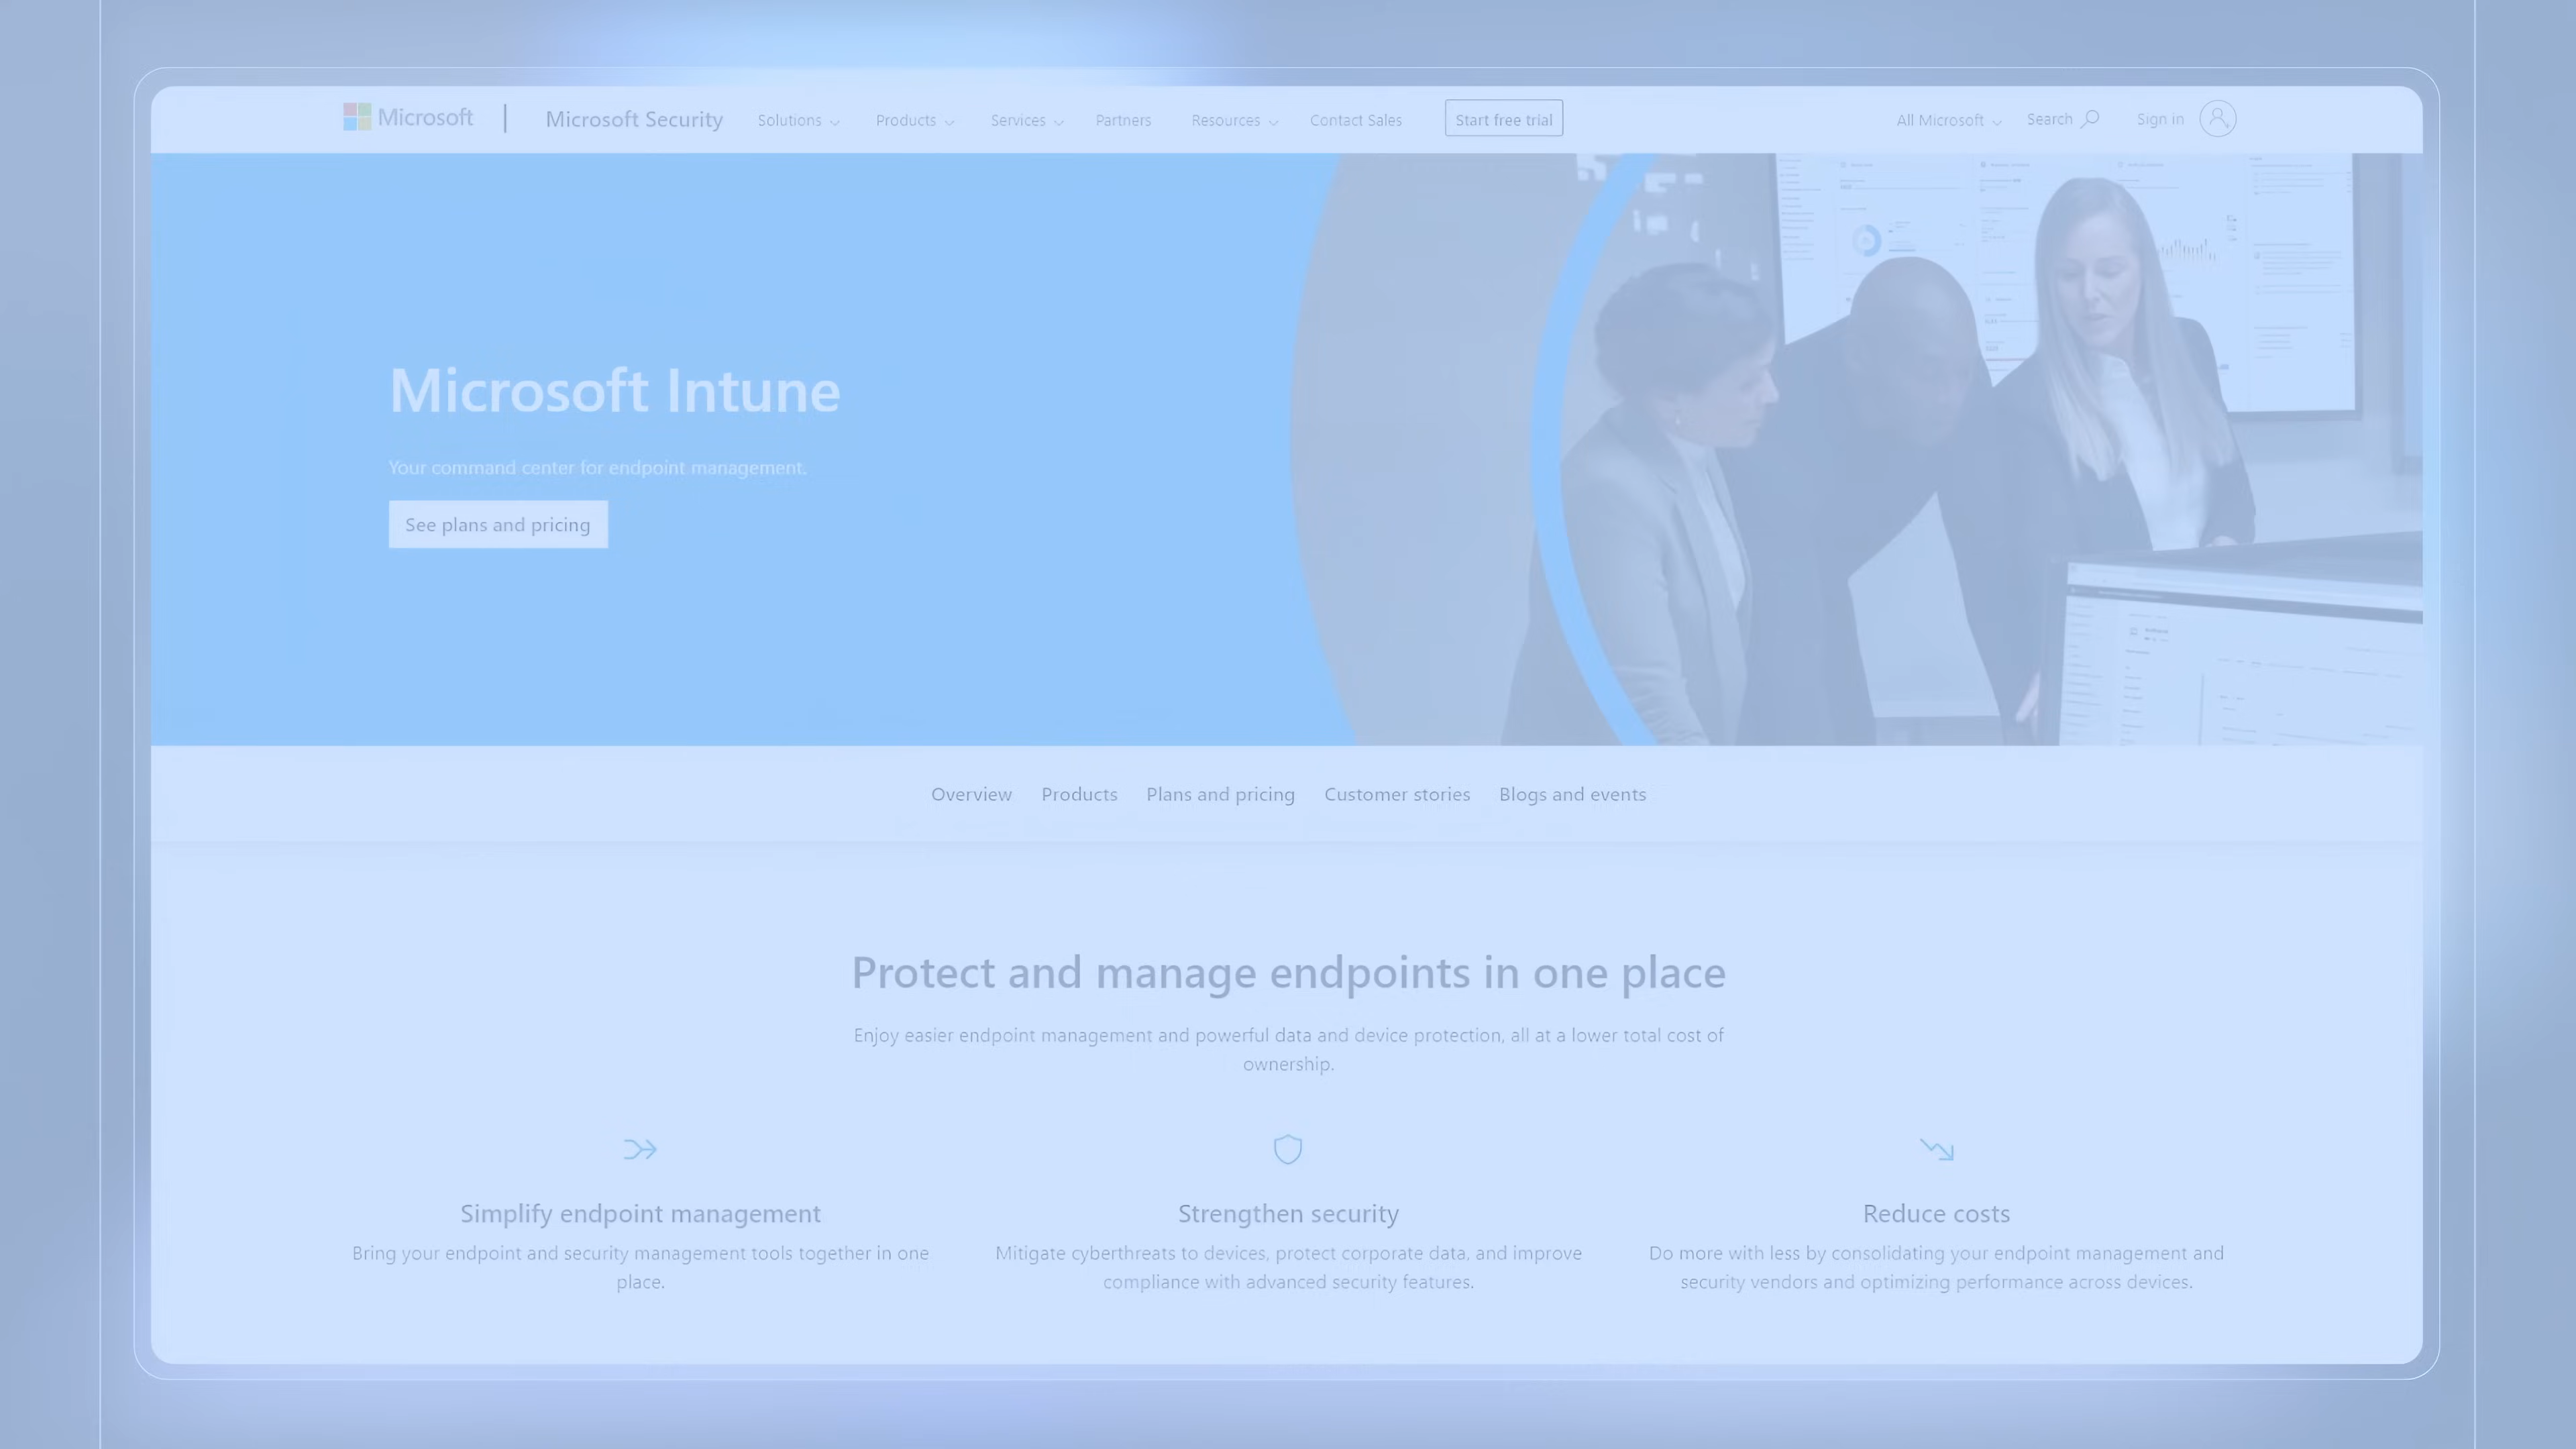 Microsoft
Microsoft Security
Solutions
Products
Services
Partners
Resources
Contact Sales
Start free trial
All Microsoft
Search
Sign in
Microsoft Intune
Your command center for endpoint management.
See plans and pricing
Overview
Products
Plans and pricing
Customer stories
Blogs and events
Protect and manage endpoints in one place
Enjoy easier endpoint management and powerful data and device protection, all at a lower total cost of
ownership.
Simplify endpoint management
Bring your endpoint and security management tools together in one
place.
Strengthen security
Mitigate cyberthreats to devices, protect corporate data, and improve
compliance with advanced security features.
Reduce costs
Do more with less by consolidating your endpoint management and
security vendors and optimizing performance across devices.